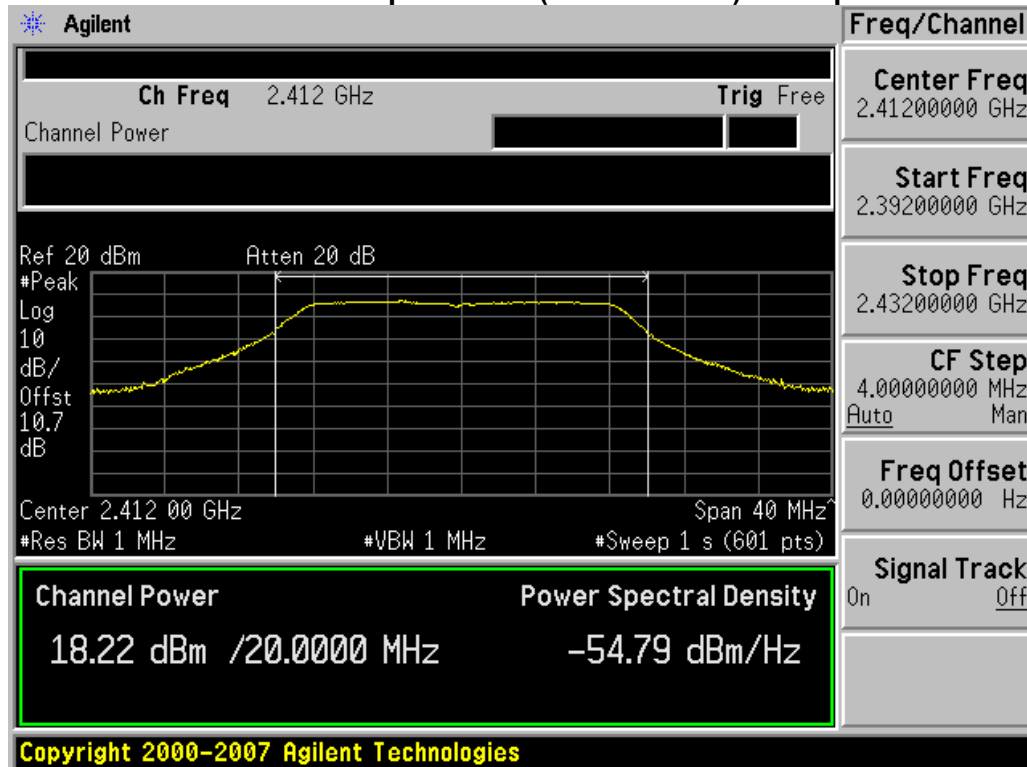 Agilent
Freq/Channel
Ch Freq 2.412 GHz Trig Free
Channel Power
Center Freq
2.41200000 GHz
Start Freq
2.39200000 GHz
Stop Freq
2.43200000 GHz
CF Step
4.00000000 MHz
Auto Man
Freq Offset
0.00000000 Hz
Signal Track
On Off
Ref 20 dBm Atten 20 dB
#Peak
Log
10
dB/
Offst
10.7
dB
Center 2.412 00 GHz Span 40 MHz^
#Res BW 1 MHz #VBW 1 MHz #Sweep 1 s (601 pts)
Channel Power Power Spectral Density
18.22 dBm /20.0000 MHz -54.79 dBm/Hz
Copyright 2000-2007 Agilent Technologies